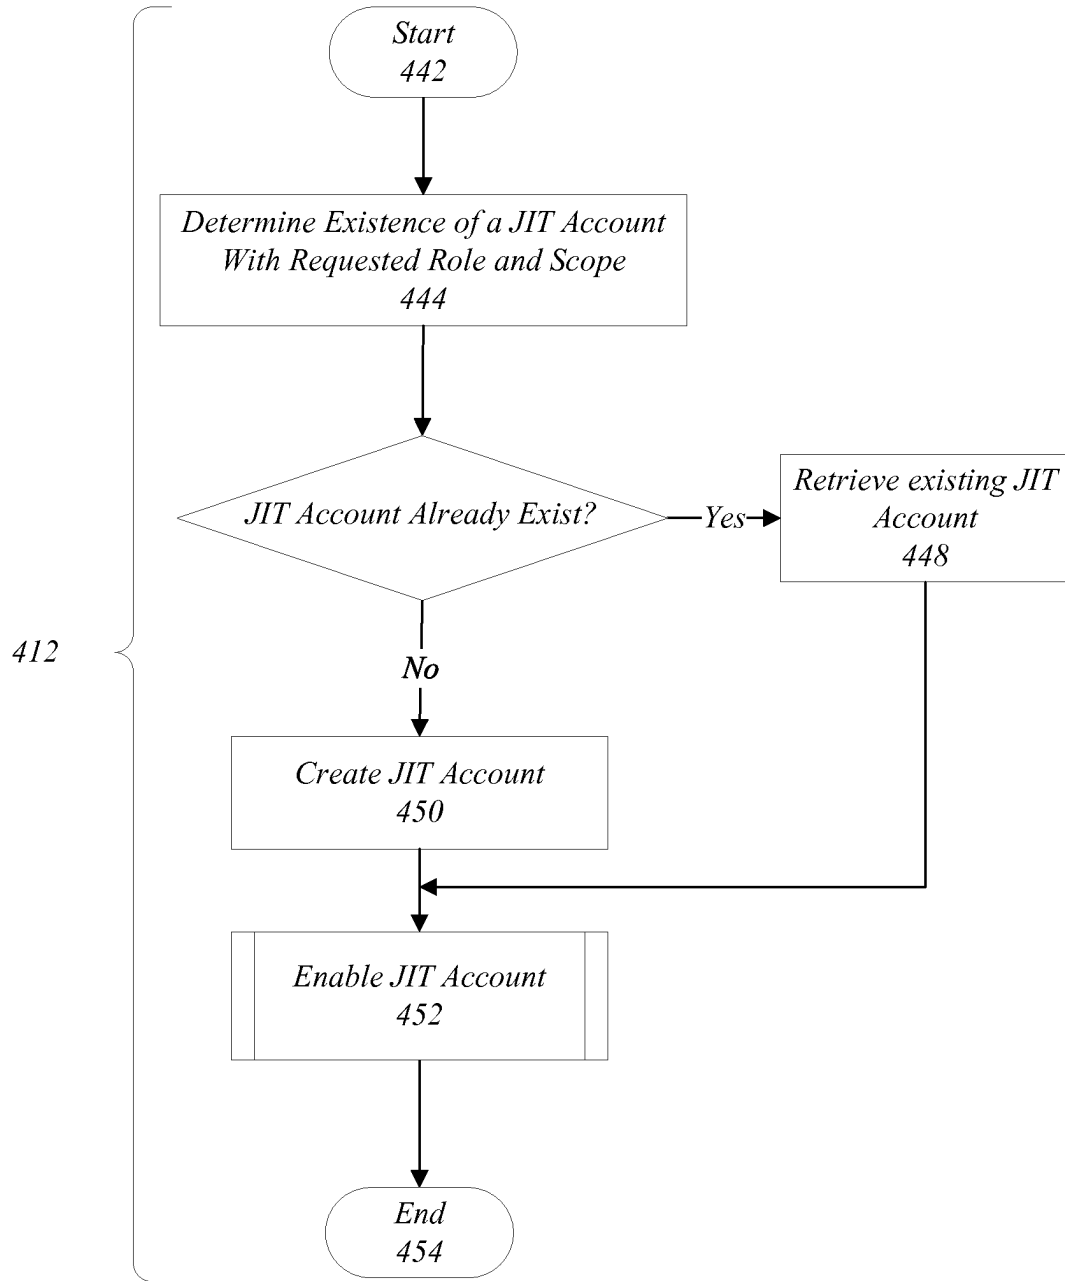 Start
442
Determine Existence of a JIT Account
With Requested Role and Scope
444
JIT Account Already Exist?
Yes
Retrieve existing JIT
Account
448
412
No
Create JIT Account
450
Enable JIT Account
452
End
454